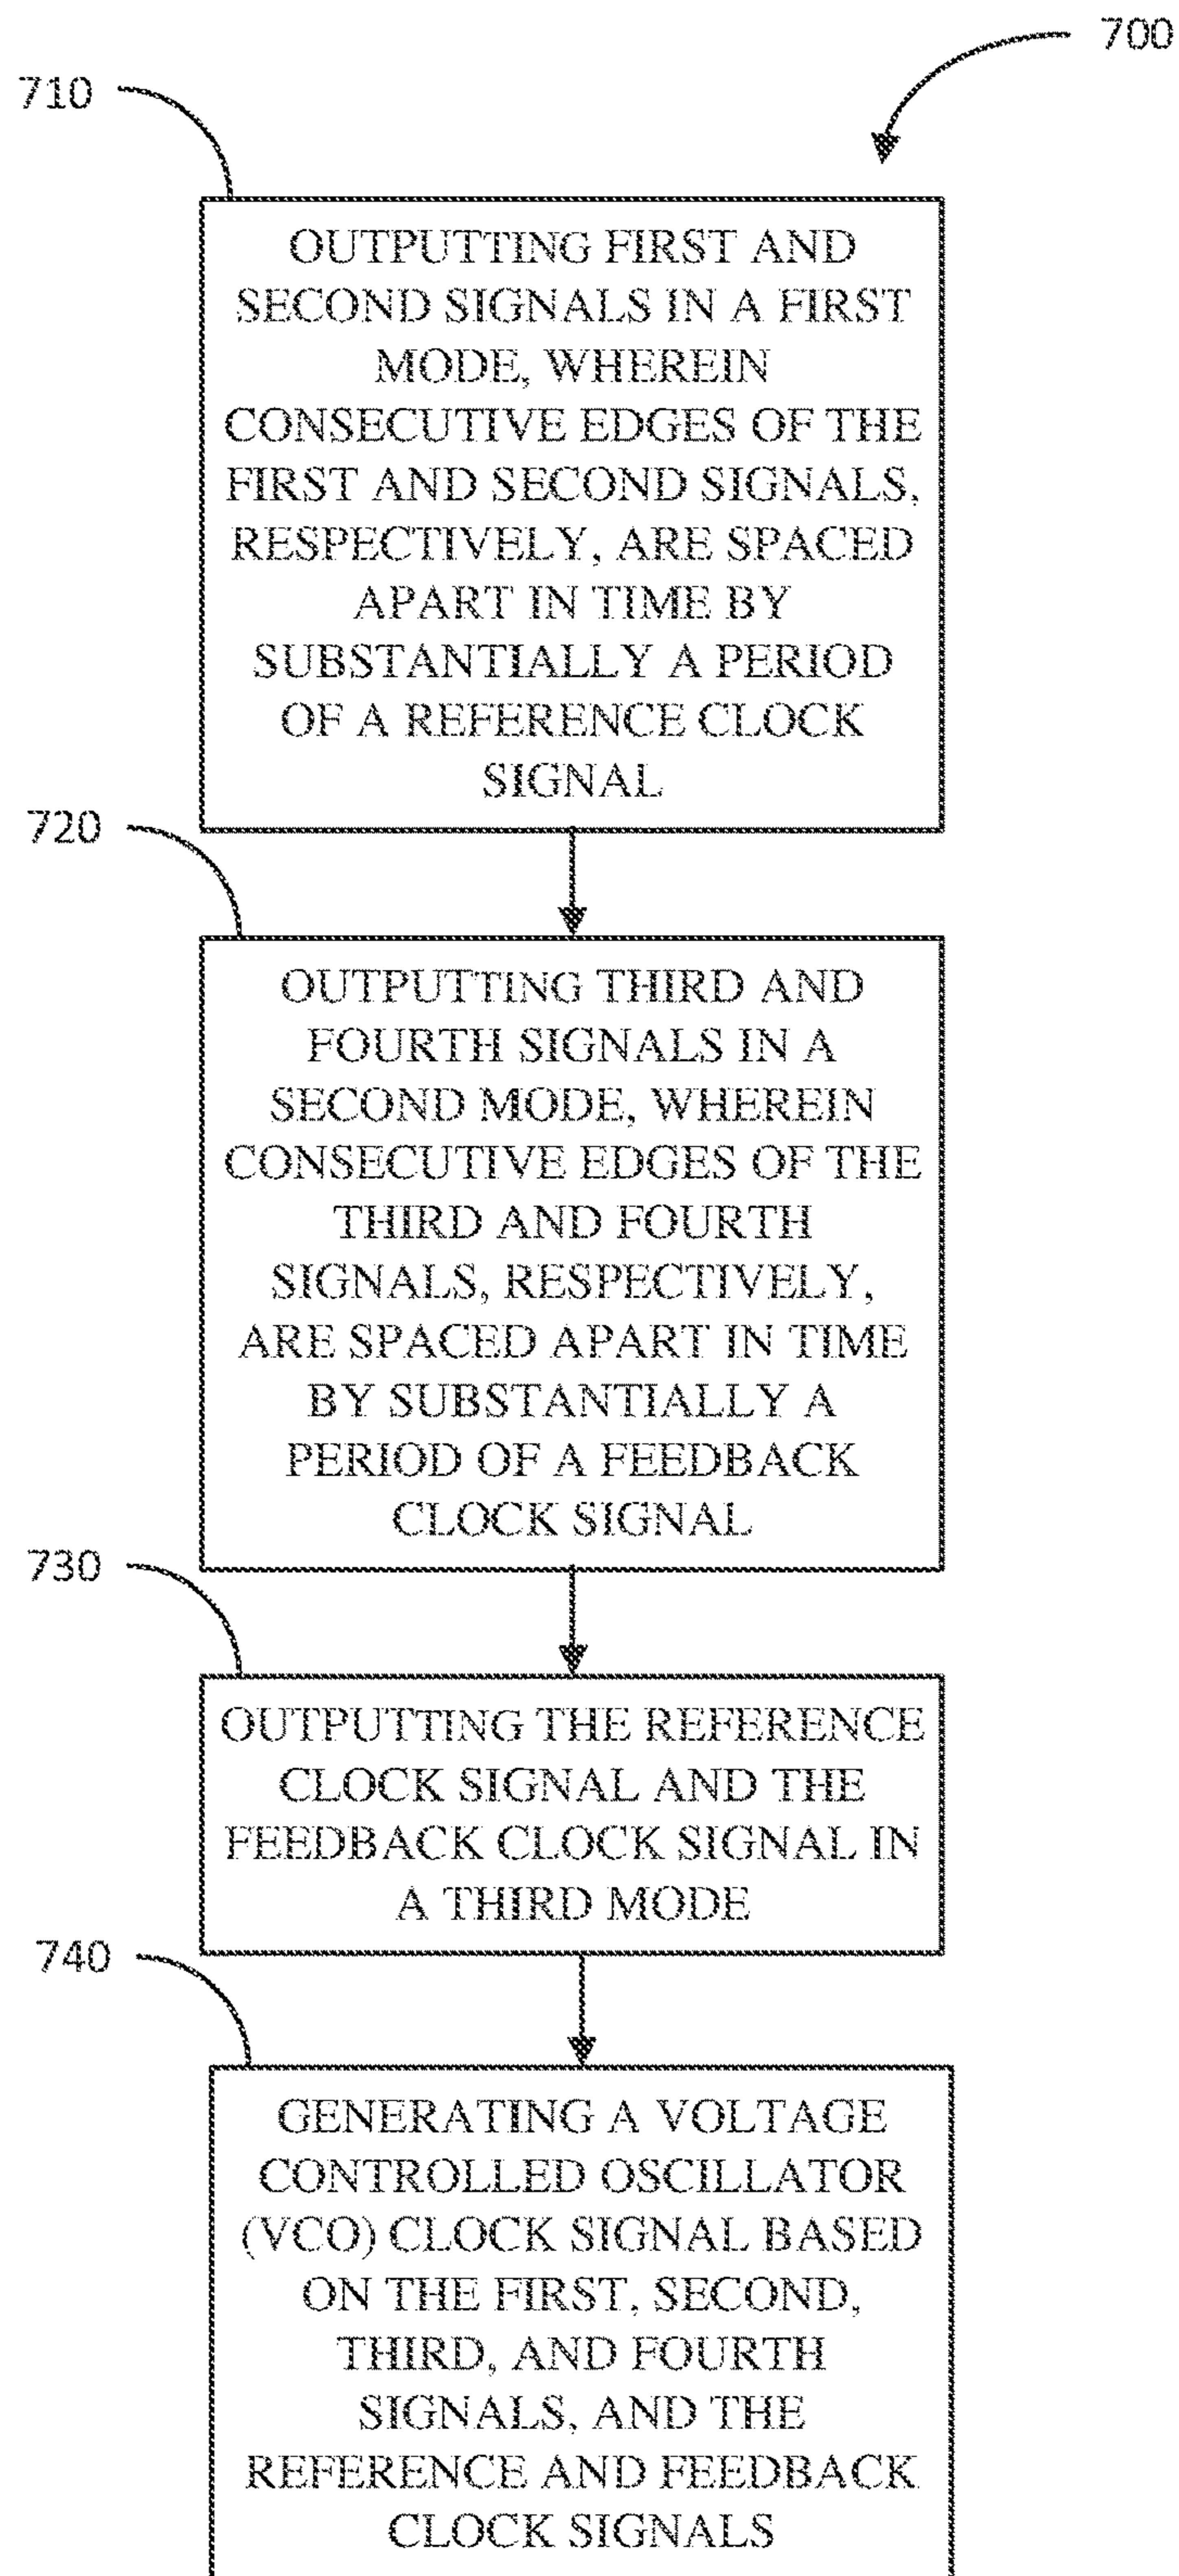 700
710
OUTPUTTING FIRST AND
SECOND SIGNALS IN A FIRST
MODE, WHEREIN
CONSECUTIVE EDGES OF THE
FIRST AND SECOND SIGNALS,
RESPECTIVELY, ARE SPACED
APART IN TIME BY
SUBSTANTIALLY A PERIOD
OF A REFERENCE CLOCK
SIGNAL
720
OUTPUTTING THIRD AND
FOURTH SIGNALS IN A
SECOND MODE, WHEREIN
CONSECUTIVE EDGES OF THE
THIRD AND FOURTH
SIGNALS, RESPECTIVELY,
ARE SPACED APART IN TIME
BY SUBSTANTIALLY A
PERIOD OF A FEEDBACK
CLOCK SIGNAL
730
OUTPUTTING THE REFERENCE
CLOCK SIGNAL AND THE
FEEDBACK CLOCK SIGNAL IN
A THIRD MODE
740
GENERATING A VOLTAGE
CONTROLLED OSCILLATOR
(VCO) CLOCK SIGNAL BASED
ON THE FIRST, SECOND,
THIRD, AND FOURTH
SIGNALS, AND THE
REFERENCE AND FEEDBACK
CLOCK SIGNALS